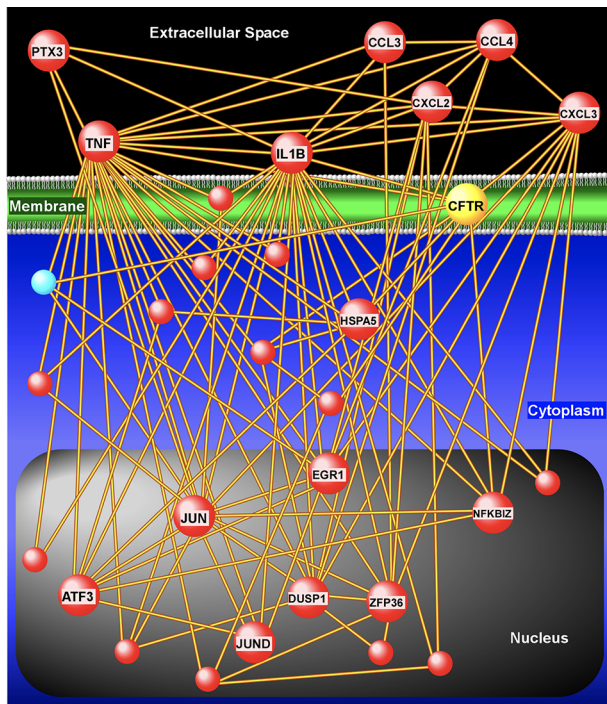 Extracellular Space
PTX3
CCL3
CCL4
CXCL2
CXCL3
TNF
IL1B
Membrane
CFTR
HSPA5
Cytoplasm
EGR1
JUN
NFKBIZ
ATF3
DUSP1
ZFP36
JUND
Nucleus